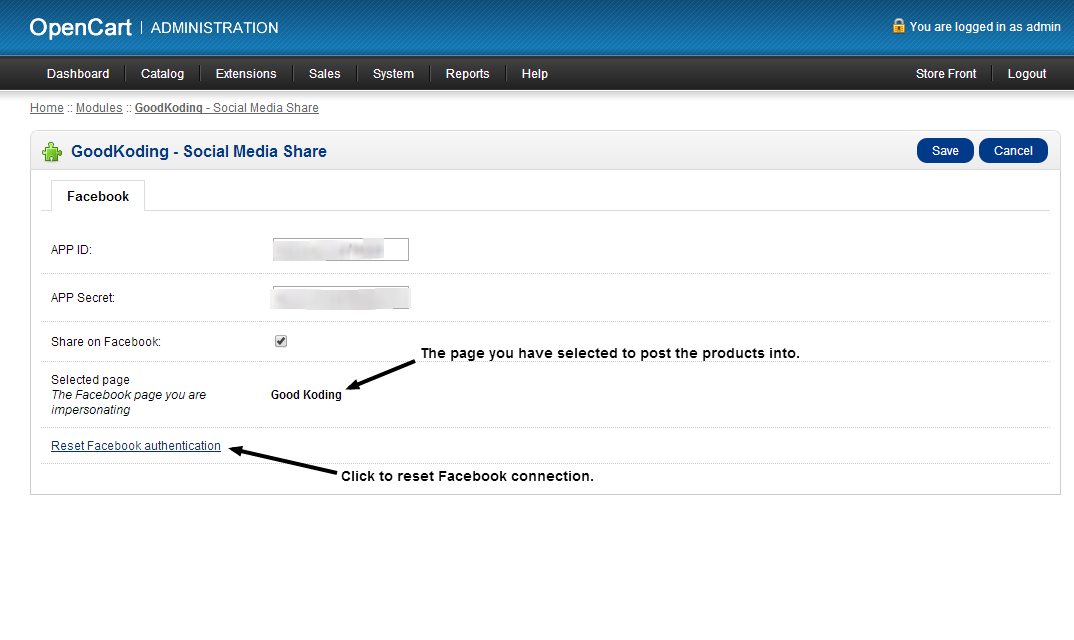 OpenCart | ADMINISTRATION
You are logged in as admin
Dashboard Catalog Extensions Sales System Reports Help Store Front Logout
Home :: Modules :: GoodKoding - Social Media Share
GoodKoding - Social Media Share
Save Cancel
Facebook
APP ID:
APP Secret:
Share on Facebook:
The page you have selected to post the products into.
Selected page
The Facebook page you are
impersonating
Good Koding
Reset Facebook authentication
Click to reset Facebook connection.